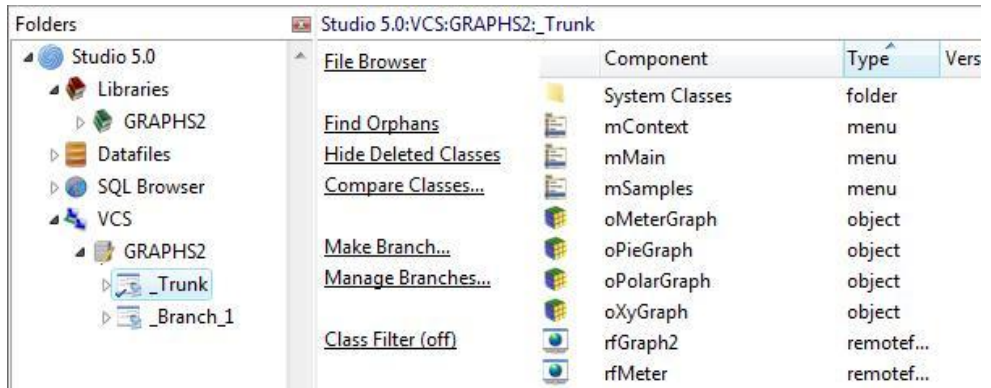 Folders
Studio 5.0
Libraries
GRAPHS2
Datafiles
SQL Browser
VCS
GRAPHS2
_Trunk
_Branch_1
Studio 5.0:VCS:GRAPHS2:_Trunk
File Browser
Find Orphans
Hide Deleted Classes
Compare Classes...
Make Branch...
Manage Branches...
Class Filter (off)
Component Type Vers
System Classes folder
mContext menu
mMain menu
mSamples menu
oMeterGraph object
oPieGraph object
oPolarGraph object
oXyGraph object
rfGraph2 remotef...
rfMeter remotef...